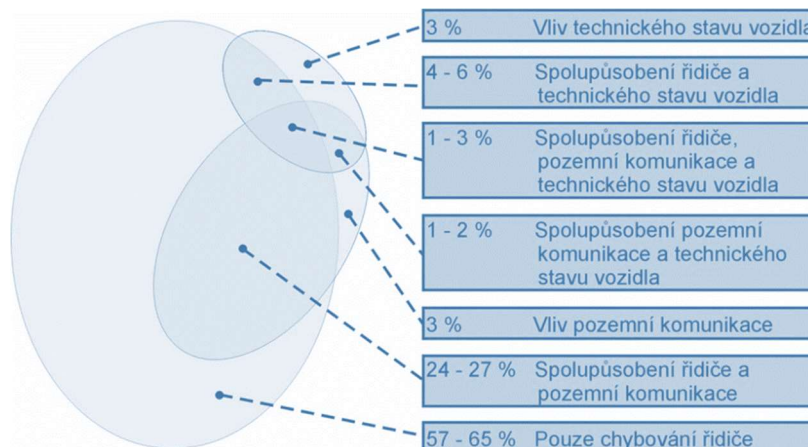 3 % Vliv technického stavu vozidla
4 - 6 % Spolupůsobení řidiče a
technického stavu vozidla
1 - 3 % Spolupůsobení řidiče,
pozemní komunikace a
technického stavu vozidla
1 - 2 % Spolupůsobení pozemní
komunikace a technického
stavu vozidla
3 % Vliv pozemní komunikace
24 - 27 % Spolupůsobení řidiče a
pozemní komunikace
57 - 65 % Pouze chybování řidiče